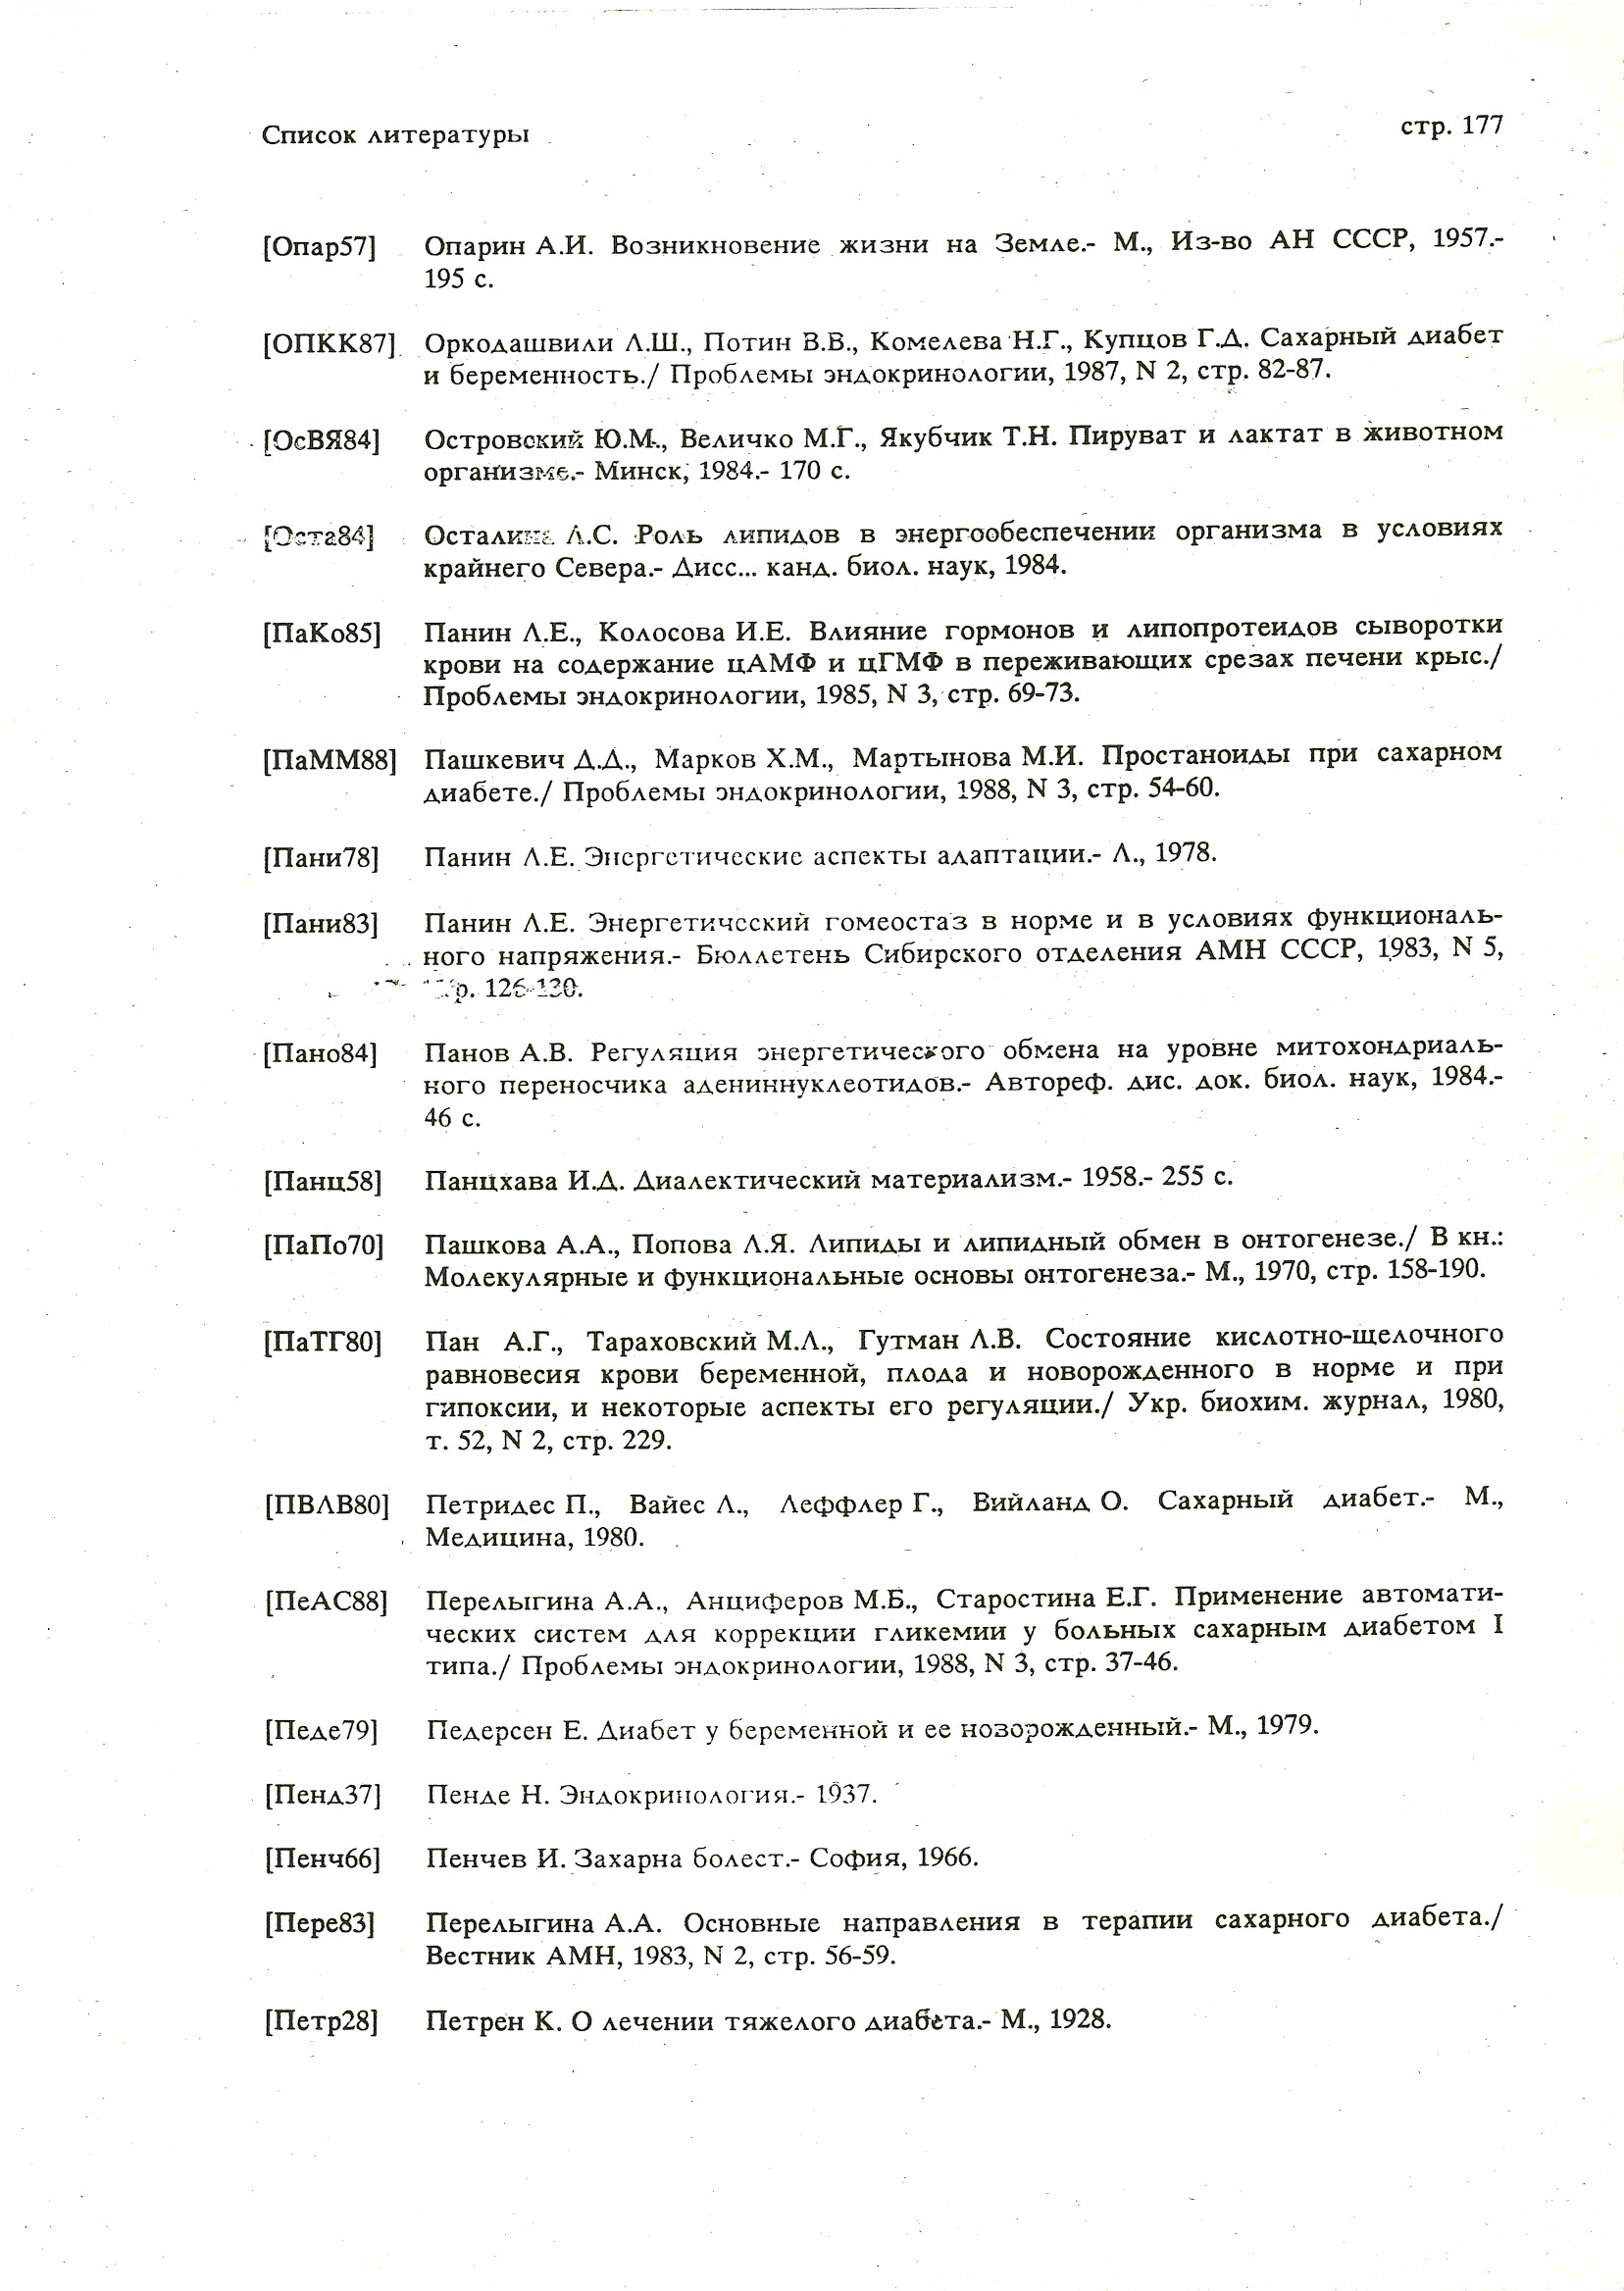 Список литературы
стр. 177
[Опар57] Опарин А.И. Возникновение жизни на Земле.- М., Из-во АН СССР, 1957.-
195 с.
[ОПКК87] Оркодашвили Л.Ш., Потин В.В., Комелева Н.Г., Купцов Г.Д. Сахарный диабет
и беременность./ Проблемы эндокринологии, 1987, N 2, стр. 82-87.
[ОсВЯ84] Островский Ю.М., Величко М.Г., Якубчик Т.Н. Пируват и лактат в животном
организме.- Минск, 1984.- 170 с.
[Оста84] Осталина Л.С. Роль липидов в энергообеспечении организма в условиях
крайнего Севера.- Дисс... канд. биол. наук, 1984.
[ПаКо85] Панин Л.Е., Колосова И.Е. Влияние гормонов и липопротеидов сыворотки
крови на содержание цАМФ и цГМФ в переживающих срезах печени крыс./
Проблемы эндокринологии, 1985, N 3, стр. 69-73.
[ПаММ88] Пашкевич Д.Д., Марков Х.М., Мартынова М.И. Простаноиды при сахарном
диабете./ Проблемы эндокринологии, 1988, N 3, стр. 54-60.
[Пани78] Панин Л.Е. Энергетические аспекты адаптации.- Л., 1978.
[Пани83] Панин Л.Е. Энергетический гомеостаз в норме и в условиях функциональ-
ного напряжения.- Бюллетень Сибирского отделения АМН СССР, 1983, N 5,
стр. 126-130.
[Пано84] Панов А.В. Регуляция энергетического обмена на уровне митохондриаль-
ного переносчика адениннуклеотидов.- Автореф. дис. док. биол. наук, 1984.-
46 с.
[Панц58] Панцхава И.Д. Диалектический материализм.- 1958.- 255 с.
[ПаПо70] Пашкова А.А., Попова Л.Я. Липиды и липидный обмен в онтогенезе./ В кн.:
Молекулярные и функциональные основы онтогенеза.- М., 1970, стр. 158-190.
[ПаТГ80] Пан А.Г., Тараховский М.Л., Гутман Л.В. Состояние кислотно-щелочного
равновесия крови беременной, плода и новорожденного в норме и при
гипоксии, и некоторые аспекты его регуляции./ Укр. биохим. журнал, 1980,
т. 52, N 2, стр. 229.
[ПВЛВ80] Петридес П., Вайес Л., Леффлер Г., Вийланд О. Сахарный диабет.- М.,
Медицина, 1980.
[ПеАС88] Перелыгина А.А., Анциферов М.Б., Старостина Е.Г. Применение автомати-
ческих систем для коррекции гликемии у больных сахарным диабетом I
типа./ Проблемы эндокринологии, 1988, N 3, стр. 37-46.
[Педе79] Педерсен Е. Диабет у беременной и ее новорожденный.- М., 1979.
[Пенд37] Пенде Н. Эндокринология.- 1937.
[Пенч66] Пенчев И. Захарна болест.- София, 1966.
[Пере83] Перелыгина А.А. Основные направления в терапии сахарного диабета./
Вестник АМН, 1983, N 2, стр. 56-59.
[Петр28] Петрен К. О лечении тяжелого диабета.- М., 1928.